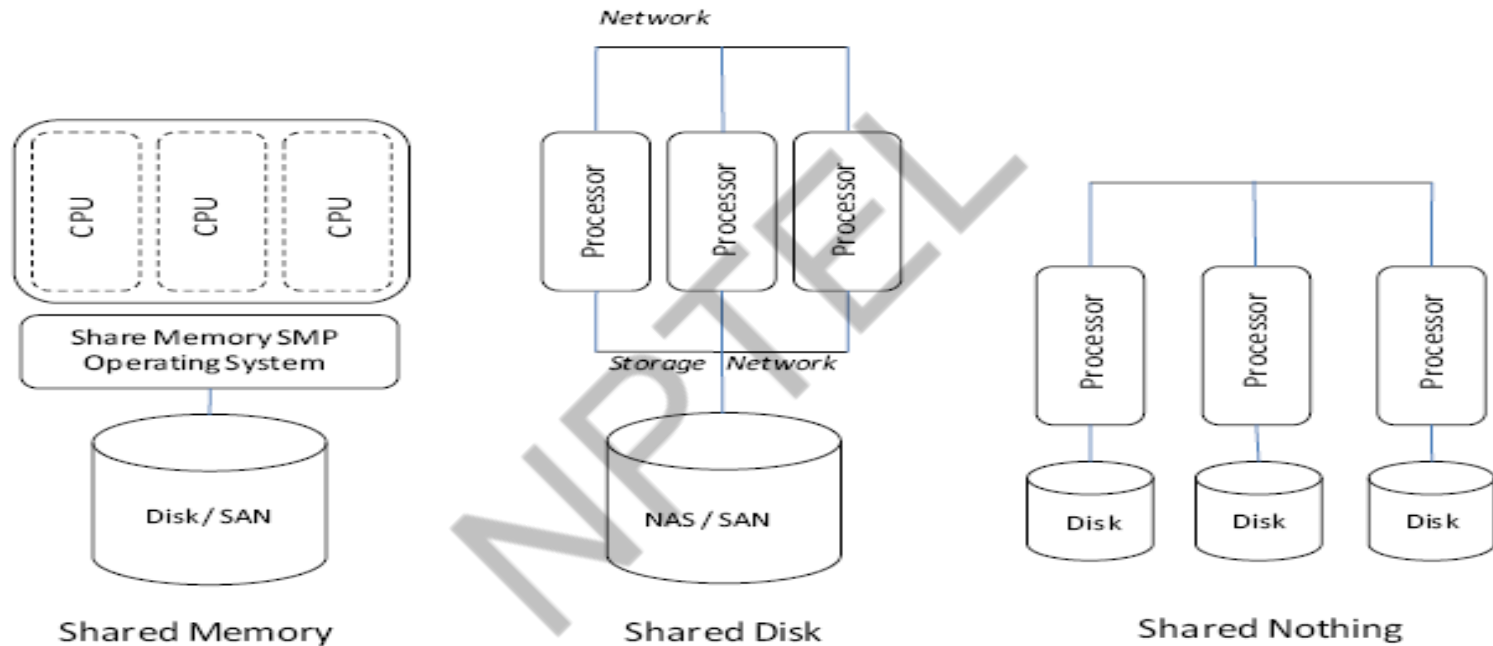 Network
CPU
CPU
CPU
Share Memory SMP
Operating System
Disk / SAN
Shared Memory
Processor
Processor
Processor
Storage Network
NAS / SAN
Shared Disk
Processor
Processor
Processor
Disk
Disk
Disk
Shared Nothing
NPTEL